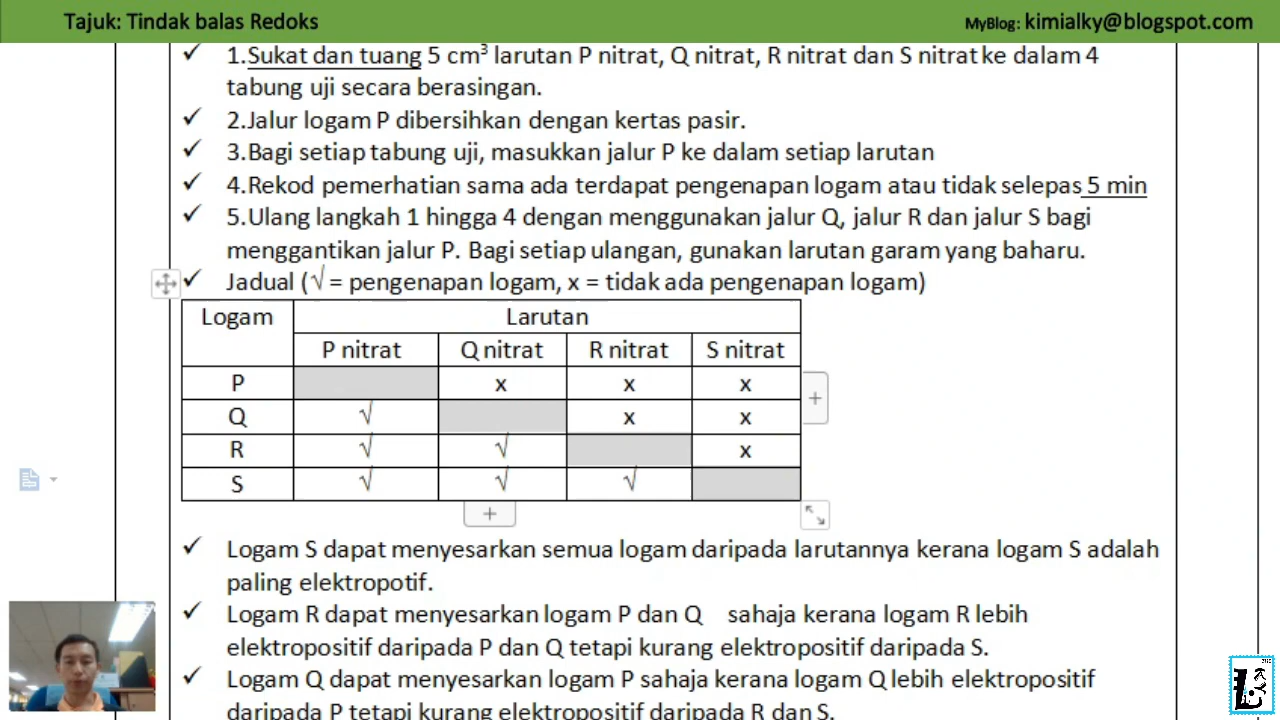 Tajuk: Tindak balas Redoks
MyBlog: kimialky@blogspot.com
✓ 1.Sukat dan tuang 5 cm³ larutan P nitrat, Q nitrat, R nitrat dan S nitrat ke dalam 4
tabung uji secara berasingan.
✓ 2.Jalur logam P dibersihkan dengan kertas pasir.
✓ 3.Bagi setiap tabung uji, masukkan jalur P ke dalam setiap larutan
✓ 4.Rekod pemerhatian sama ada terdapat pengenapan logam atau tidak selepas 5 min
✓ 5.Ulang langkah 1 hingga 4 dengan menggunakan jalur Q, jalur R dan jalur S bagi
menggantikan jalur P. Bagi setiap ulangan, gunakan larutan garam yang baharu.
✓ Jadual (√ = pengenapan logam, x = tidak ada pengenapan logam)
Logam Larutan
P nitrat Q nitrat R nitrat S nitrat
P x x x
Q √ x x
R √ √ x
S √ √ √
✓ Logam S dapat menyesarkan semua logam daripada larutannya kerana logam S adalah
paling elektropotif.
✓ Logam R dapat menyesarkan logam P dan Q sahaja kerana logam R lebih
elektropositif daripada P dan Q tetapi kurang elektropositif daripada S.
✓ Logam Q dapat menyesarkan logam P sahaja kerana logam Q lebih elektropositif
daripada P tetapi kurang elektropositif daripada R dan S.